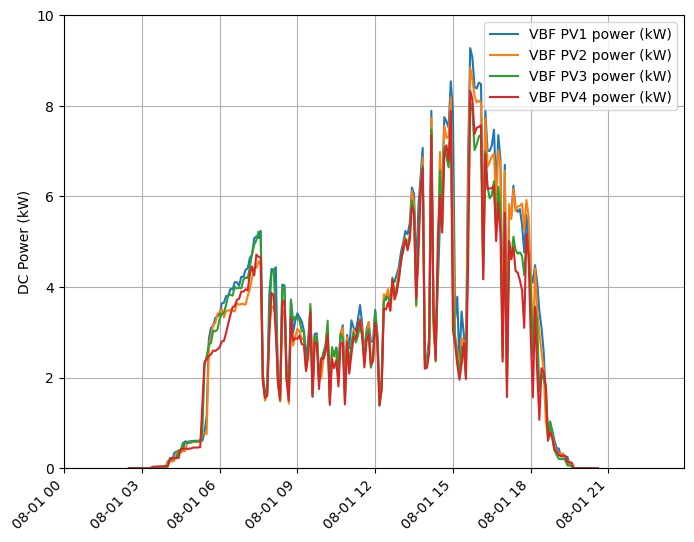 VBF PV1 power (kW)
VBF PV2 power (kW)
VBF PV3 power (kW)
VBF PV4 power (kW)
DC Power (kW)
10
8
6
4
2
0
08-01 00
08-01 03
08-01 06
08-01 09
08-01 12
08-01 15
08-01 18
08-01 21